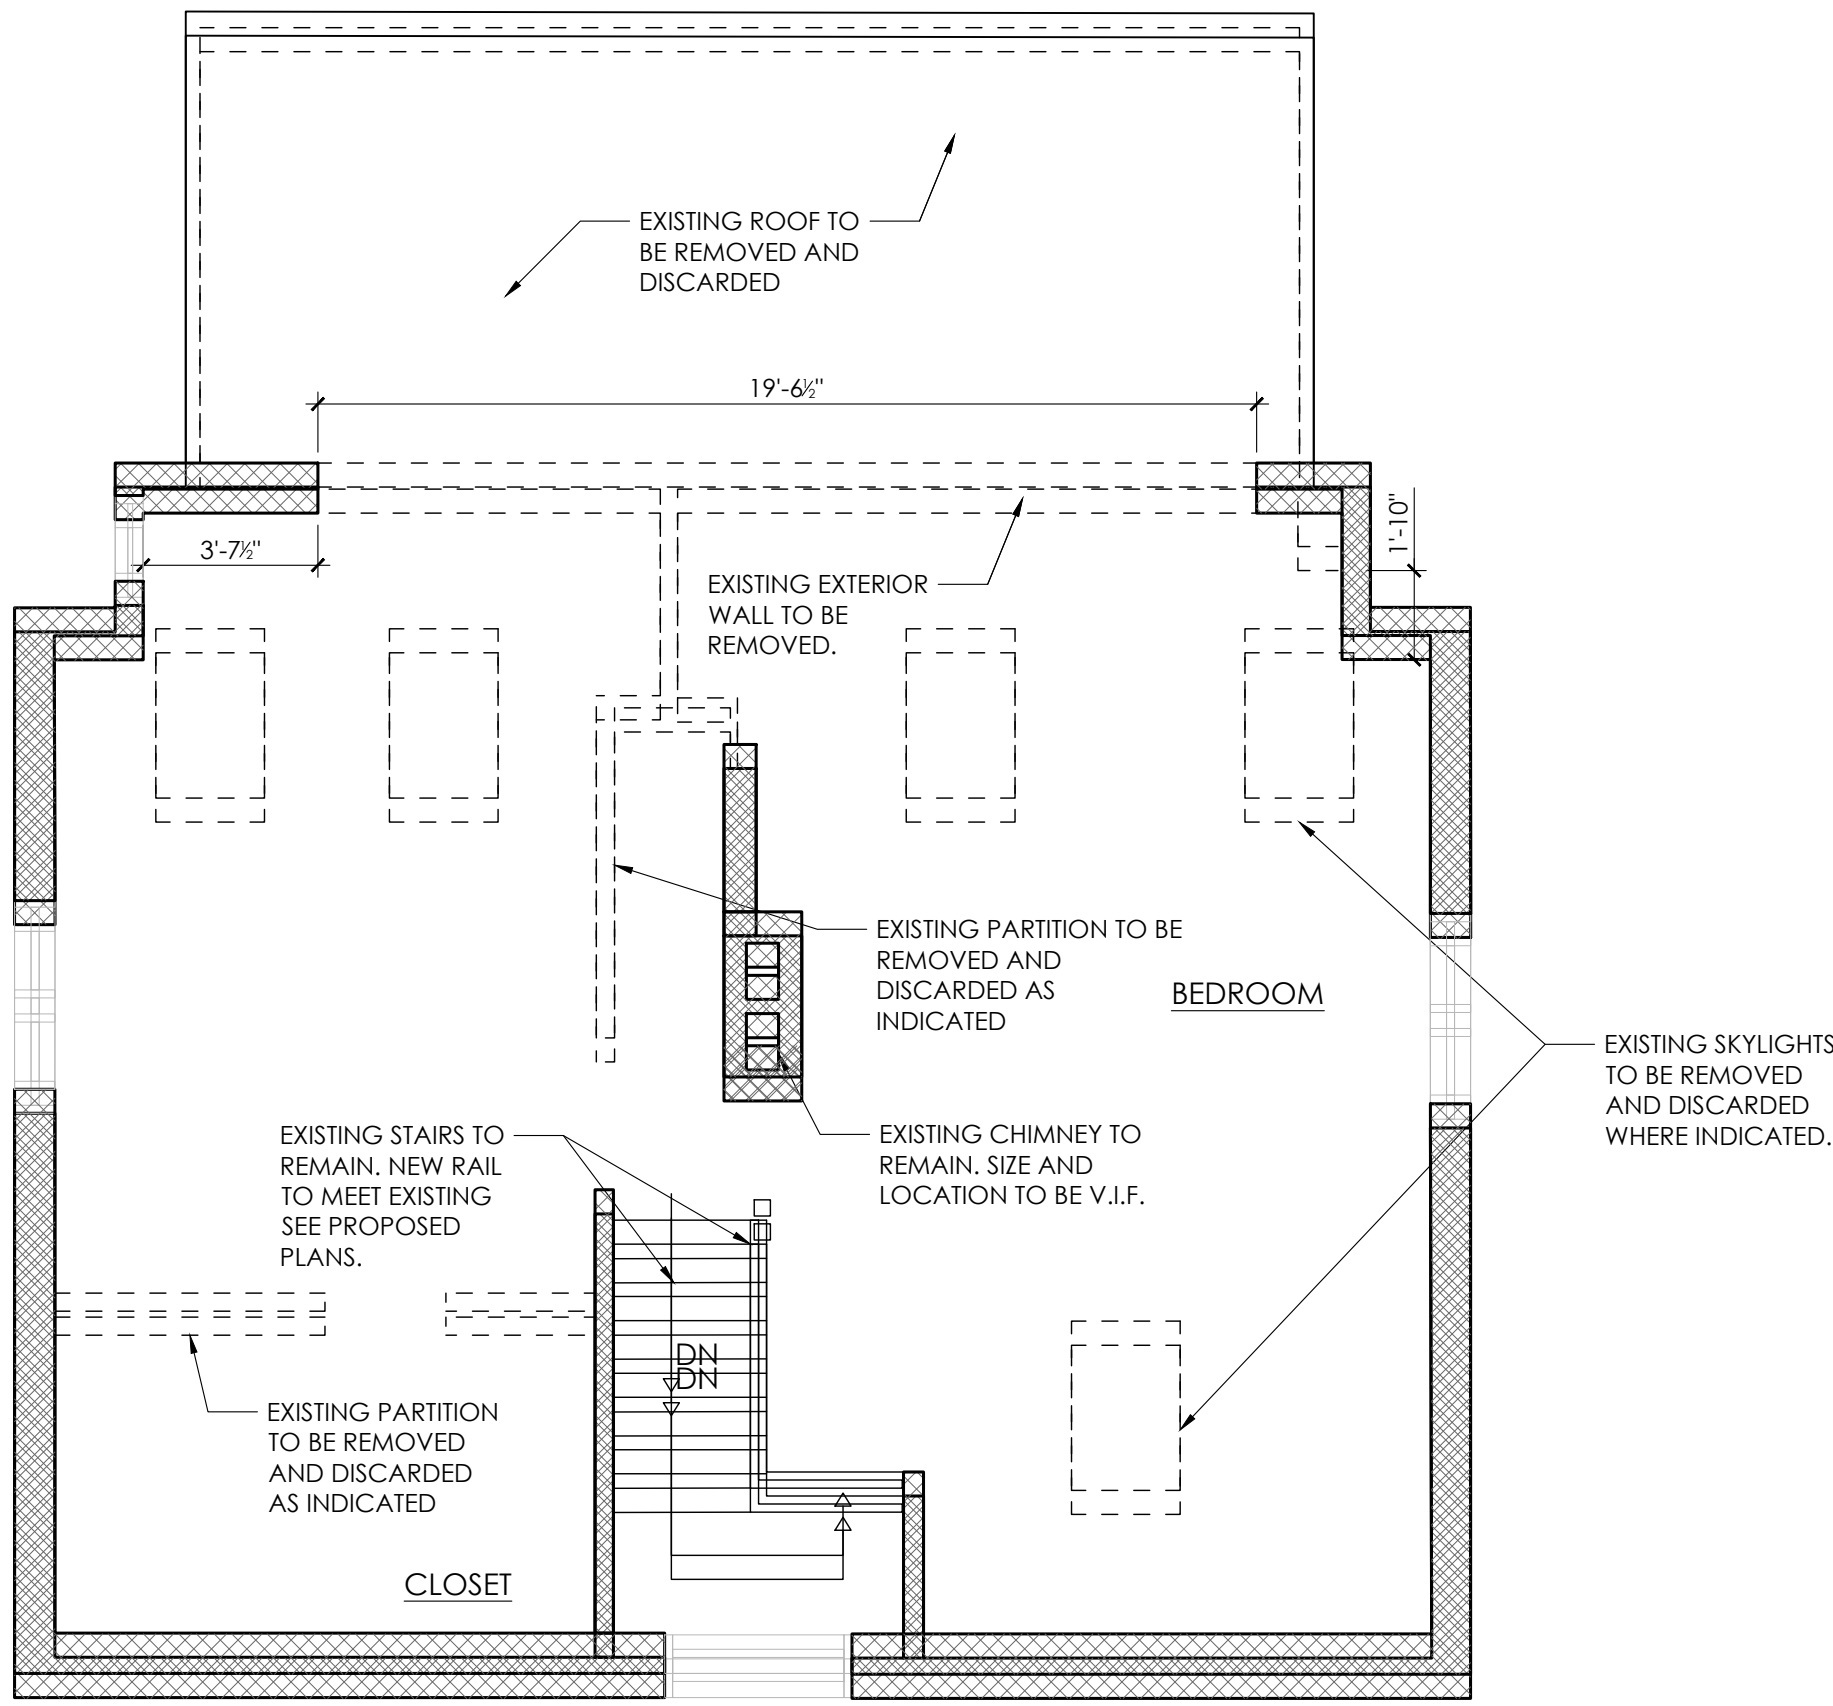 EXISTING ROOF TO
BE REMOVED AND
DISCARDED
19'-6½"
3'-7½"
1'-10"
EXISTING EXTERIOR
WALL TO BE
REMOVED.
EXISTING PARTITION TO BE
REMOVED AND
DISCARDED AS
INDICATED
BEDROOM
EXISTING SKYLIGHTS
TO BE REMOVED
AND DISCARDED
WHERE INDICATED.
EXISTING STAIRS TO
REMAIN. NEW RAIL
TO MEET EXISTING
SEE PROPOSED
PLANS.
EXISTING CHIMNEY TO
REMAIN. SIZE AND
LOCATION TO BE V.I.F.
DN
DN
EXISTING PARTITION
TO BE REMOVED
AND DISCARDED
AS INDICATED
CLOSET